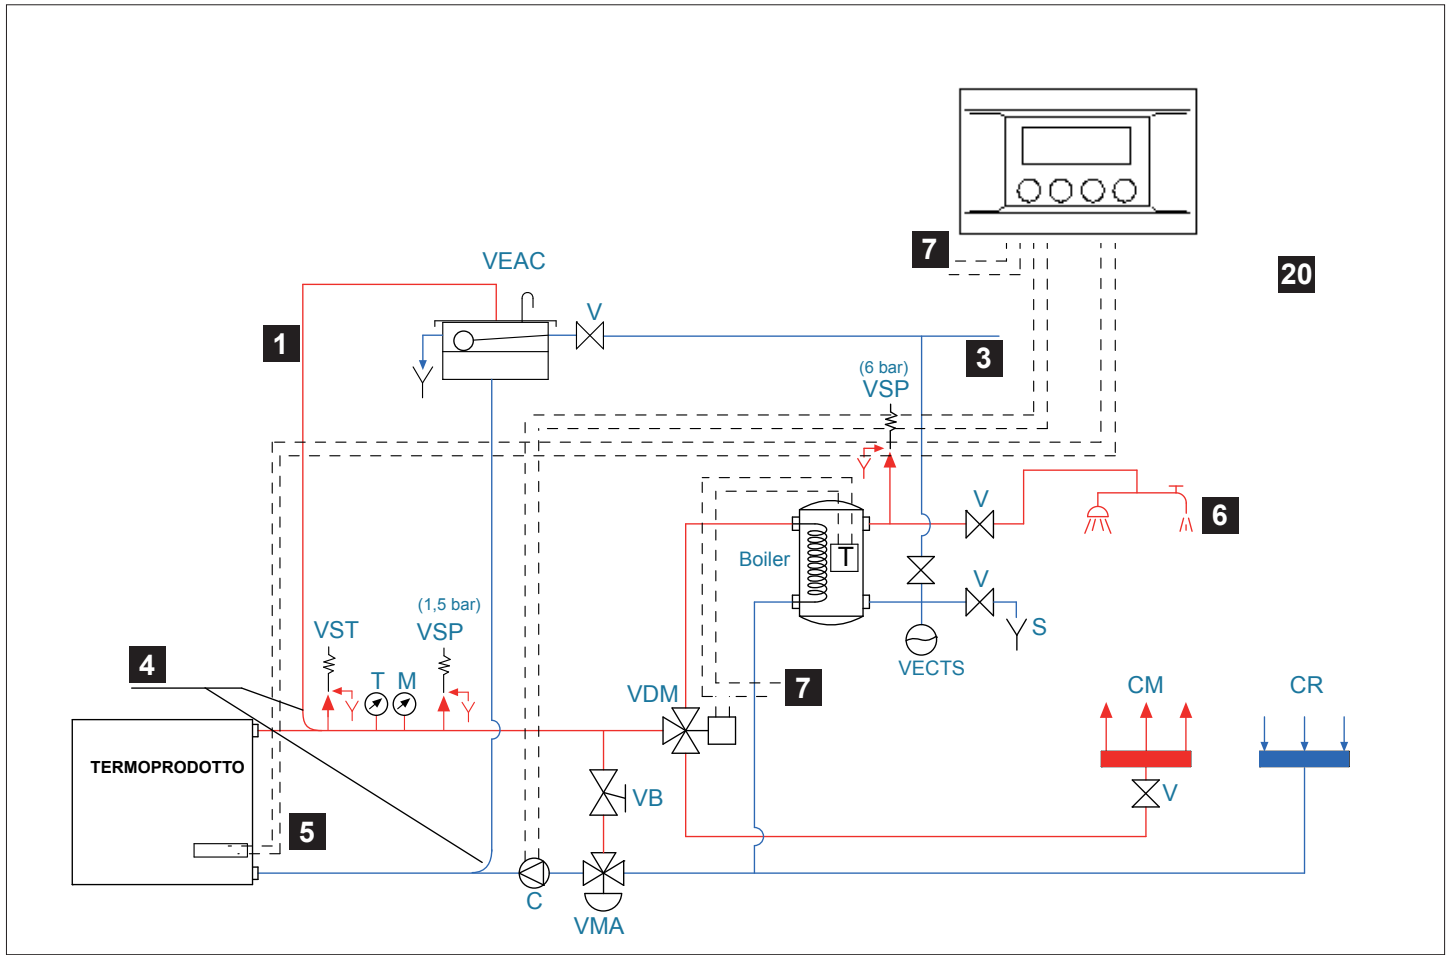 7
20
VEAC
V
1
3
(6 bar)
VSP
V
6
Boiler
T
V
(1,5 bar)
VST
VSP
S
4
VECTS
T
M
7
VDM
CM
CR
TERMOPRODOTTO
VB
V
5
C
VMA